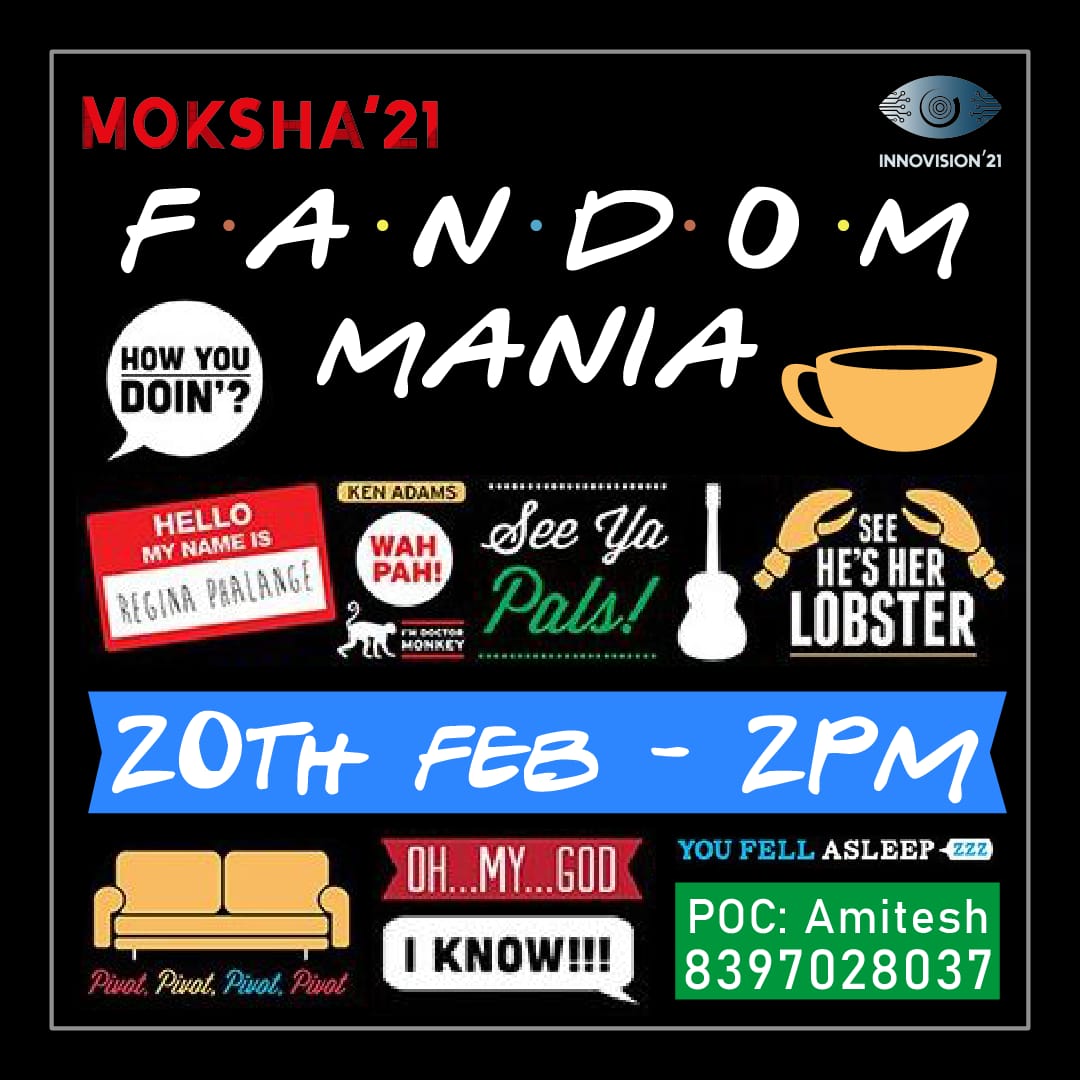 MOKSHA'21
INNOVISION'21
F·A·N·D·O·M
MANIA
HOW YOU
DOIN'?
HELLO
MY NAME IS
REGINA PHALANGE
KEN ADAMS
WAH
PAH!
I'M DOCTOR
MONKEY
See Ya
Pals!
SEE
HE'S HER
LOBSTER
20TH FEB - 2PM
Pivot, Pivot, Pivot, Pivot
OH...MY...GOD
I KNOW!!!
YOU FELL ASLEEP ZZZ
POC: Amitesh
8397028037